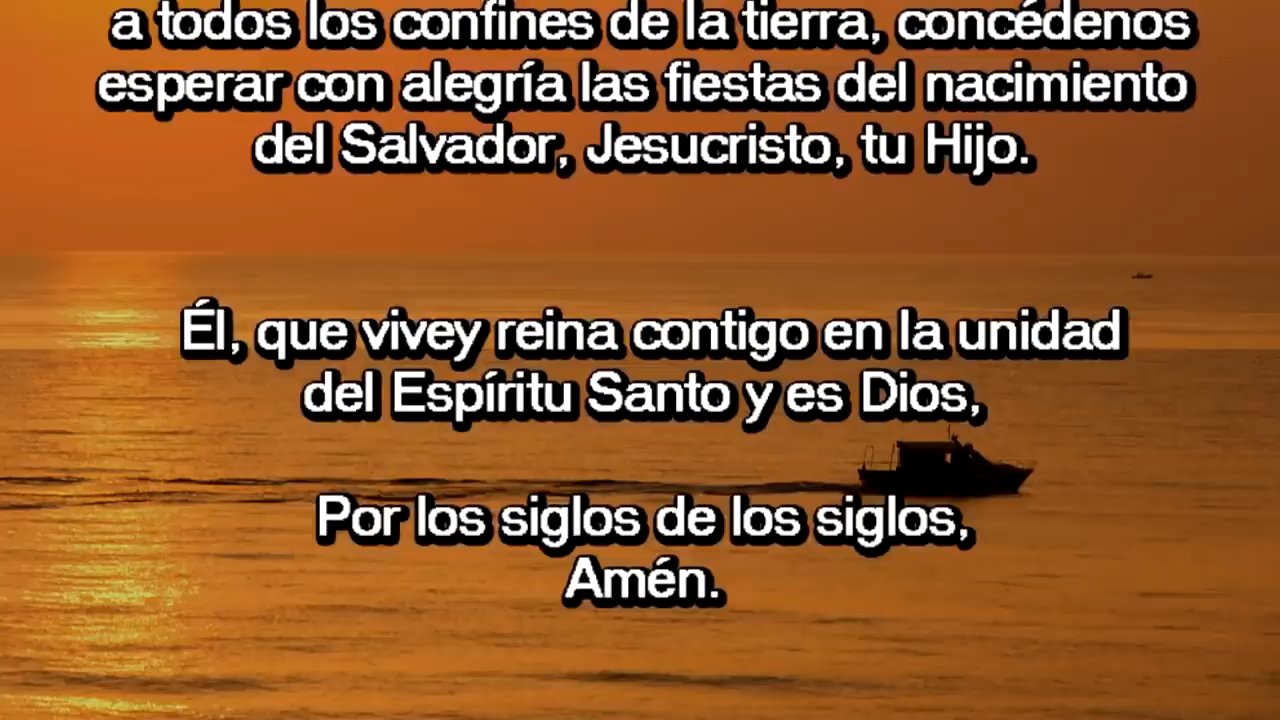 a todos los confines de la tierra, concédenos
esperar con alegría las fiestas del nacimiento
del Salvador, Jesucristo, tu Hijo.
Él, que vivey reina contigo en la unidad
del Espíritu Santo y es Dios,
Por los siglos de los siglos,
Amén.